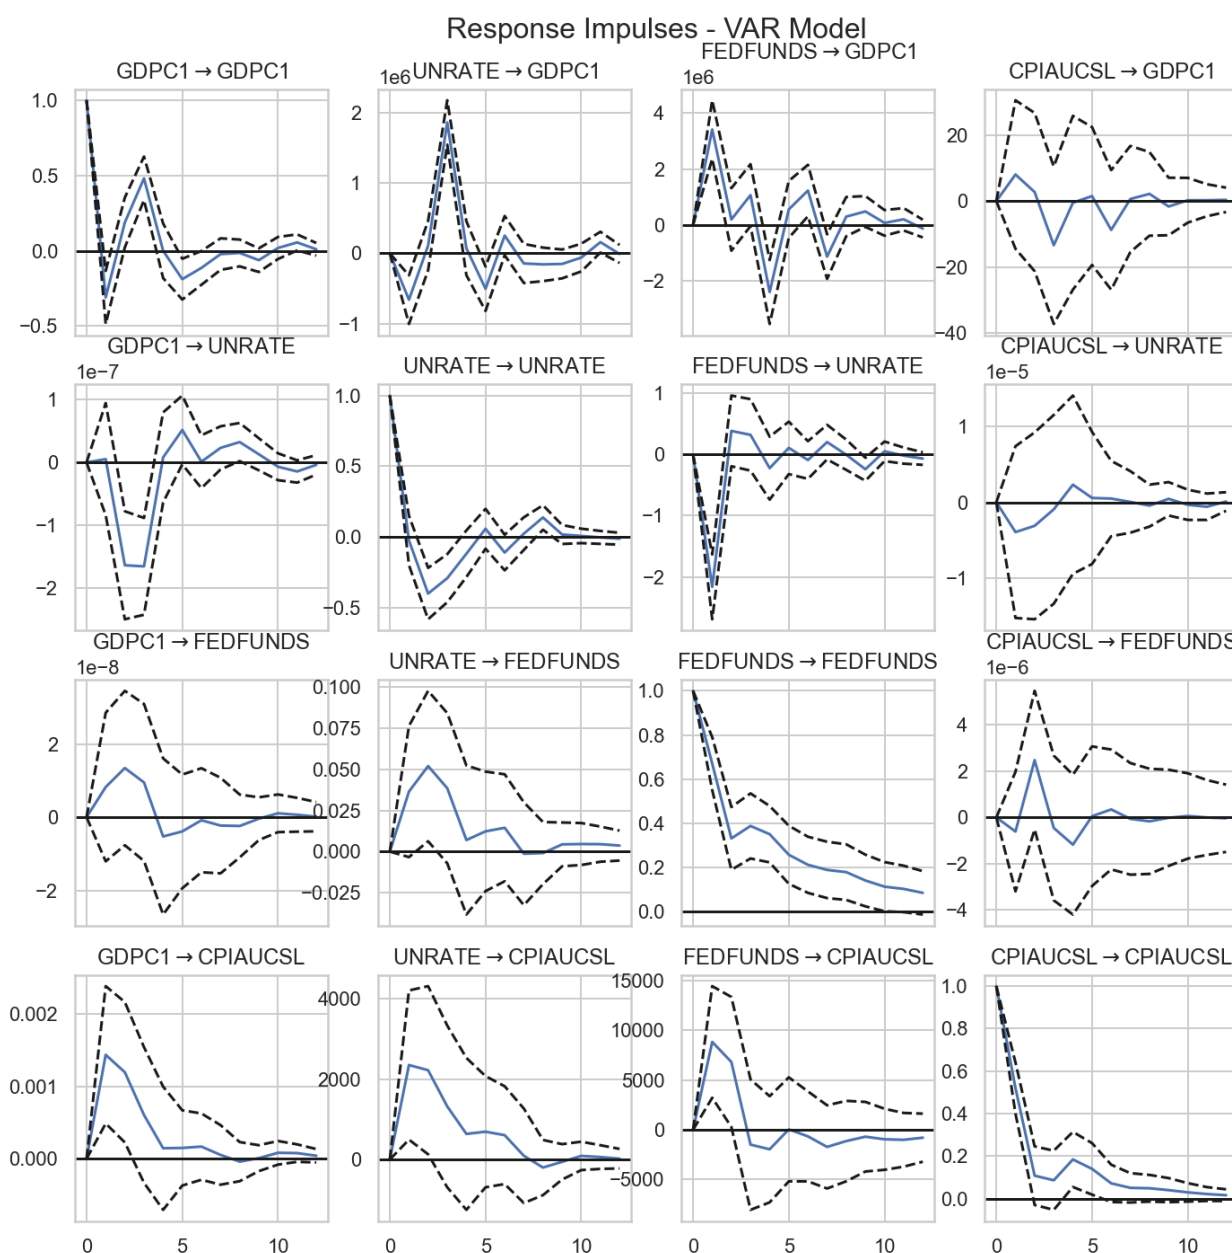 Response Impulses - VAR Model
GDPC1 → GDPC1
1e6 UNRATE → GDPC1
FEDFUNDS → GDPC1
1e6
CPIAUCSL → GDPC1
1.0
0.5
0.0
−0.5
2
1
0
−1
4
2
0
−2
20
0
−20
−40
GDPC1 → UNRATE
1e−7
UNRATE → UNRATE
FEDFUNDS → UNRATE
CPIAUCSL → UNRATE
1e−5
1
0
−1
−2
1.0
0.5
0.0
−0.5
1
0
−1
−2
1
0
−1
GDPC1 → FEDFUNDS
1e−8
UNRATE → FEDFUNDS
FEDFUNDS → FEDFUNDS
CPIAUCSL → FEDFUNDS
1e−6
2
0
−2
0.100
0.075
0.050
0.025
0.000
−0.025
1.0
0.8
0.6
0.4
0.2
0.0
4
2
0
−2
−4
GDPC1 → CPIAUCSL
UNRATE → CPIAUCSL
FEDFUNDS → CPIAUCSL
CPIAUCSL → CPIAUCSL
0.002
0.001
0.000
4000
2000
0
15000
10000
5000
0
−5000
1.0
0.8
0.6
0.4
0.2
0.0
0 5 10
0 5 10
0 5 10
0 5 10